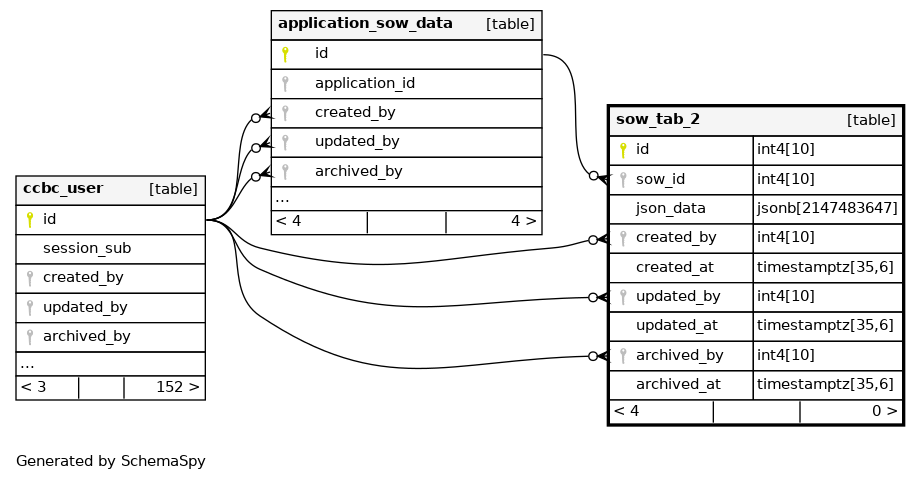 application_sow_data [table]
id
application_id
created_by
updated_by
archived_by
...
< 4 4 >
sow_tab_2 [table]
id int4[10]
sow_id int4[10]
json_data jsonb[2147483647]
created_by int4[10]
created_at timestamptz[35,6]
updated_by int4[10]
updated_at timestamptz[35,6]
archived_by int4[10]
archived_at timestamptz[35,6]
< 4 0 >
ccbc_user [table]
id
session_sub
created_by
updated_by
archived_by
...
< 3 152 >
Generated by SchemaSpy